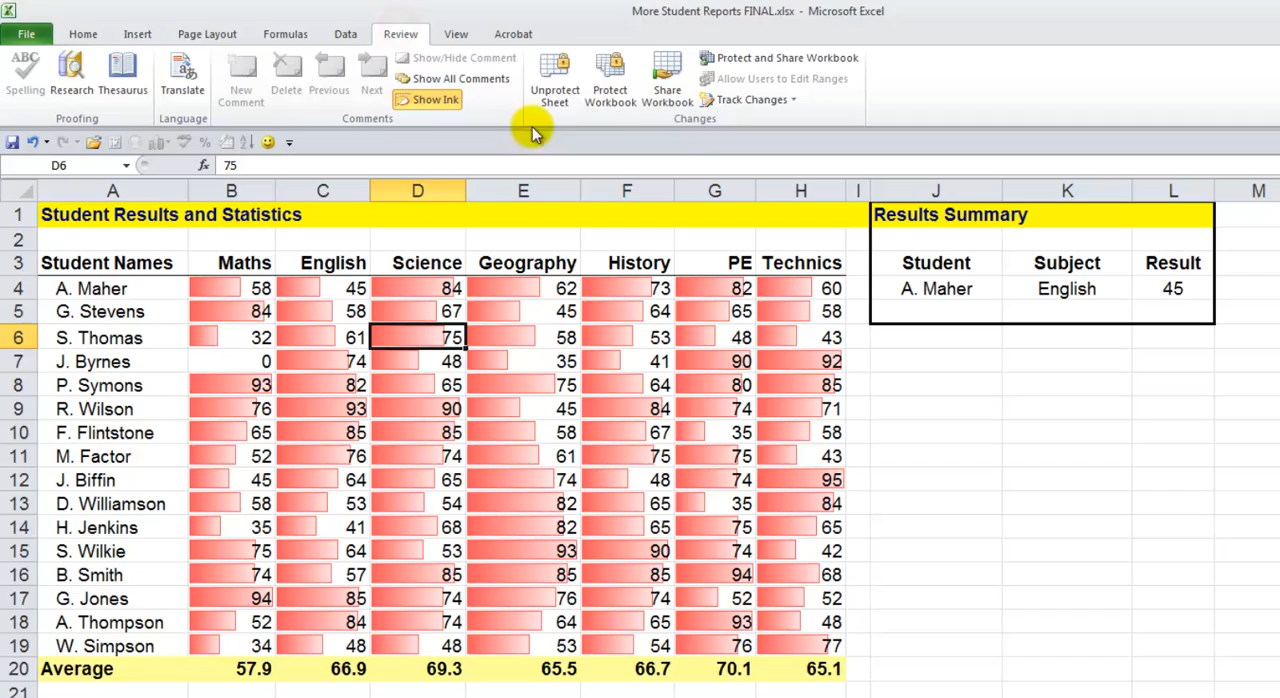 More Student Reports FINAL.xlsx - Microsoft Excel
File Home Insert Page Layout Formulas Data Review View Acrobat
ABC Spelling Research Thesaurus Translate New Comment Delete Previous Next Show/Hide Comment Show All Comments Show Ink Unprotect Sheet Protect Workbook Share Workbook Protect and Share Workbook Allow Users to Edit Ranges Track Changes
Proofing Language Comments Changes
D6 fx 75
A B C D E F G H I J K L M
1 Student Results and Statistics Results Summary
2
3 Student Names Maths English Science Geography History PE Technics Student Subject Result
4 A. Maher 58 45 84 62 73 82 60 A. Maher English 45
5 G. Stevens 84 58 67 45 64 65 58
6 S. Thomas 32 61 75 58 53 48 43
7 J. Byrnes 0 74 48 35 41 90 92
8 P. Symons 93 82 65 75 64 80 85
9 R. Wilson 76 93 90 45 84 74 71
10 F. Flintstone 65 85 85 58 67 35 58
11 M. Factor 52 76 74 61 75 75 43
12 J. Biffin 45 64 65 74 48 74 95
13 D. Williamson 58 53 54 82 65 35 84
14 H. Jenkins 35 41 68 82 65 75 65
15 S. Wilkie 75 64 53 93 90 74 42
16 B. Smith 74 57 85 85 85 94 68
17 G. Jones 94 85 74 76 74 52 52
18 A. Thompson 52 84 74 64 65 93 48
19 W. Simpson 34 48 48 53 54 76 77
20 Average 57.9 66.9 69.3 65.5 66.7 70.1 65.1
21